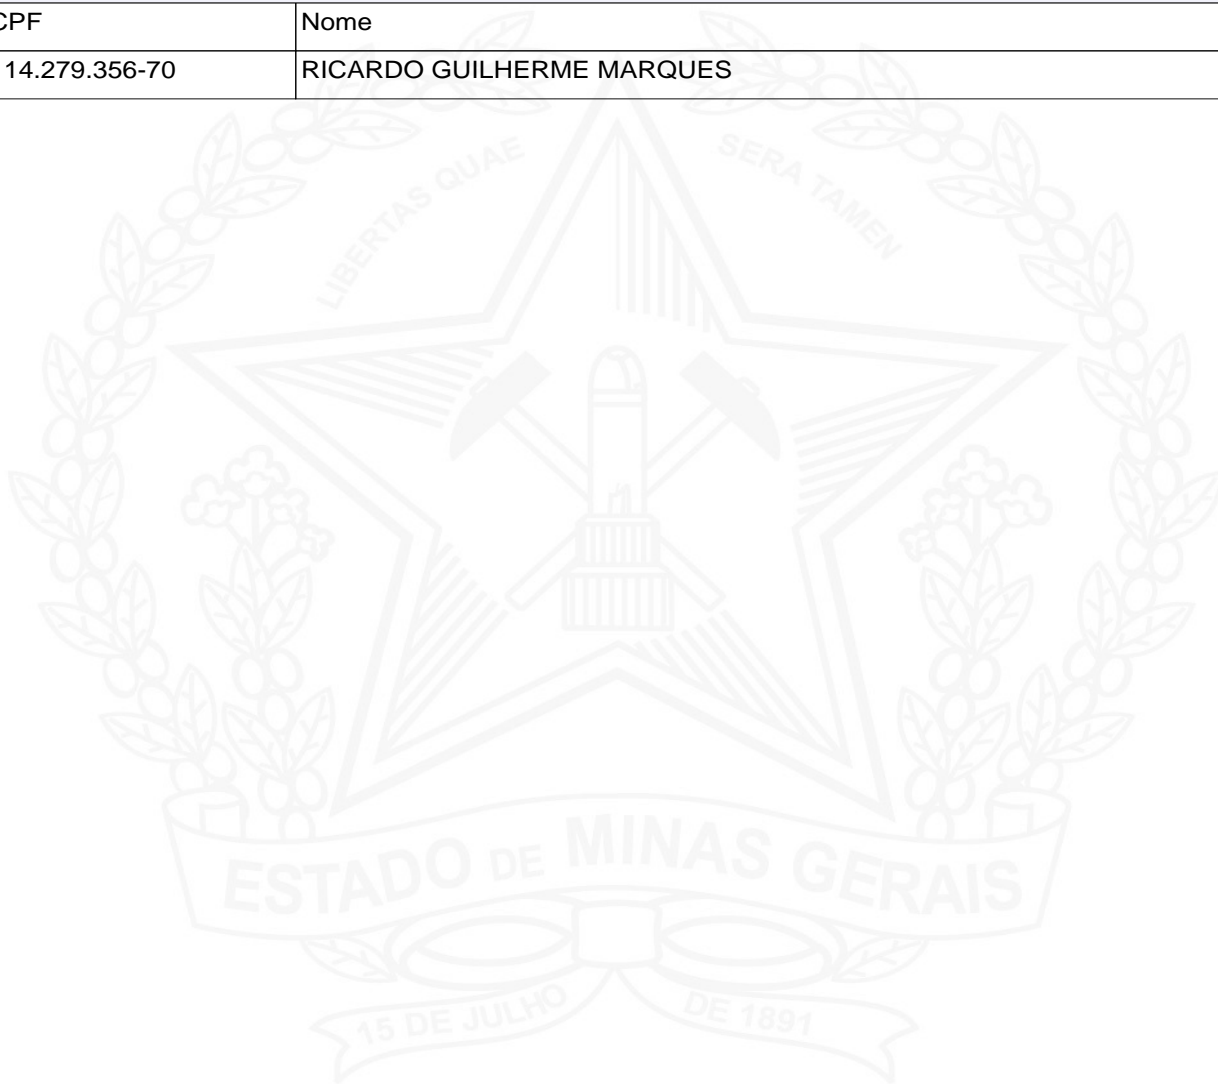 CPF Nome
14.279.356-70 RICARDO GUILHERME MARQUES
LIBERTAS QUAE SERA TAMEN
ESTADO DE MINAS GERAIS
15 DE JULHO DE 1891